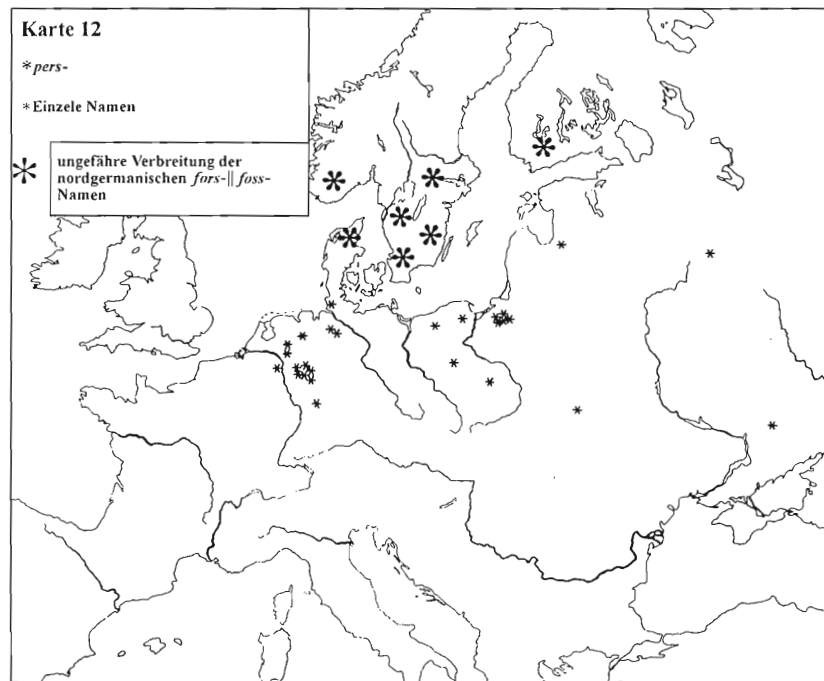 Karte 12
* pers-
* Einzele Namen
* ungefähre Verbreitung der
nordgermanischen fors-|| foss-
Namen